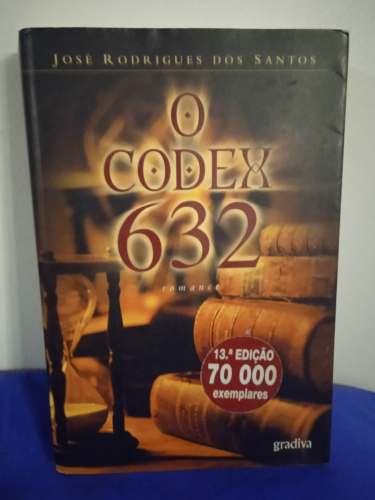 JOSÉ RODRIGUES DOS SANTOS
O
CODEX
632
romance
13.ª EDIÇÃO
70 000
exemplares
gradiva